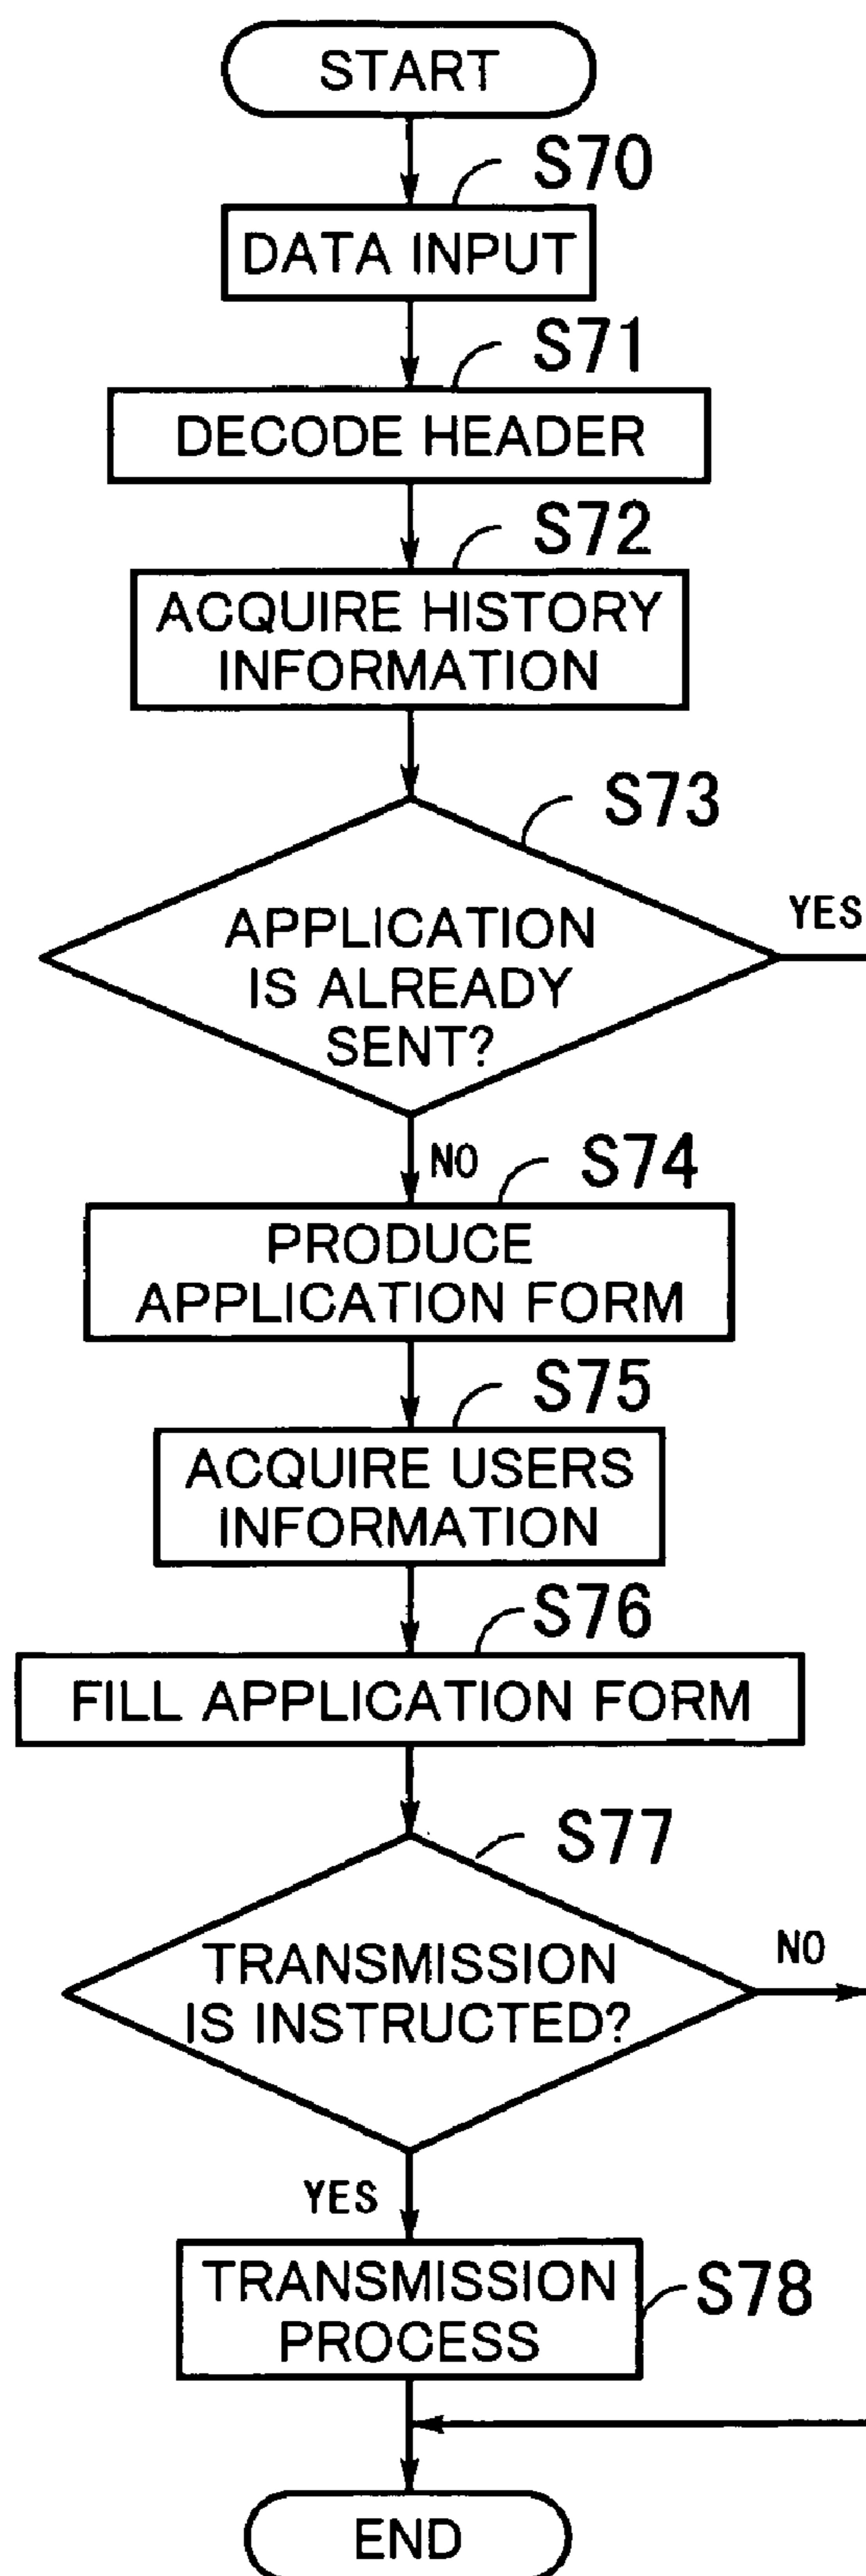 START
S70
DATA INPUT
S71
DECODE HEADER
S72
ACQUIRE HISTORY
INFORMATION
S73
APPLICATION
IS ALREADY
SENT?
YES
NO
S74
PRODUCE
APPLICATION FORM
S75
ACQUIRE USERS
INFORMATION
S76
FILL APPLICATION FORM
S77
TRANSMISSION
IS INSTRUCTED?
NO
YES
TRANSMISSION
PROCESS
S78
END